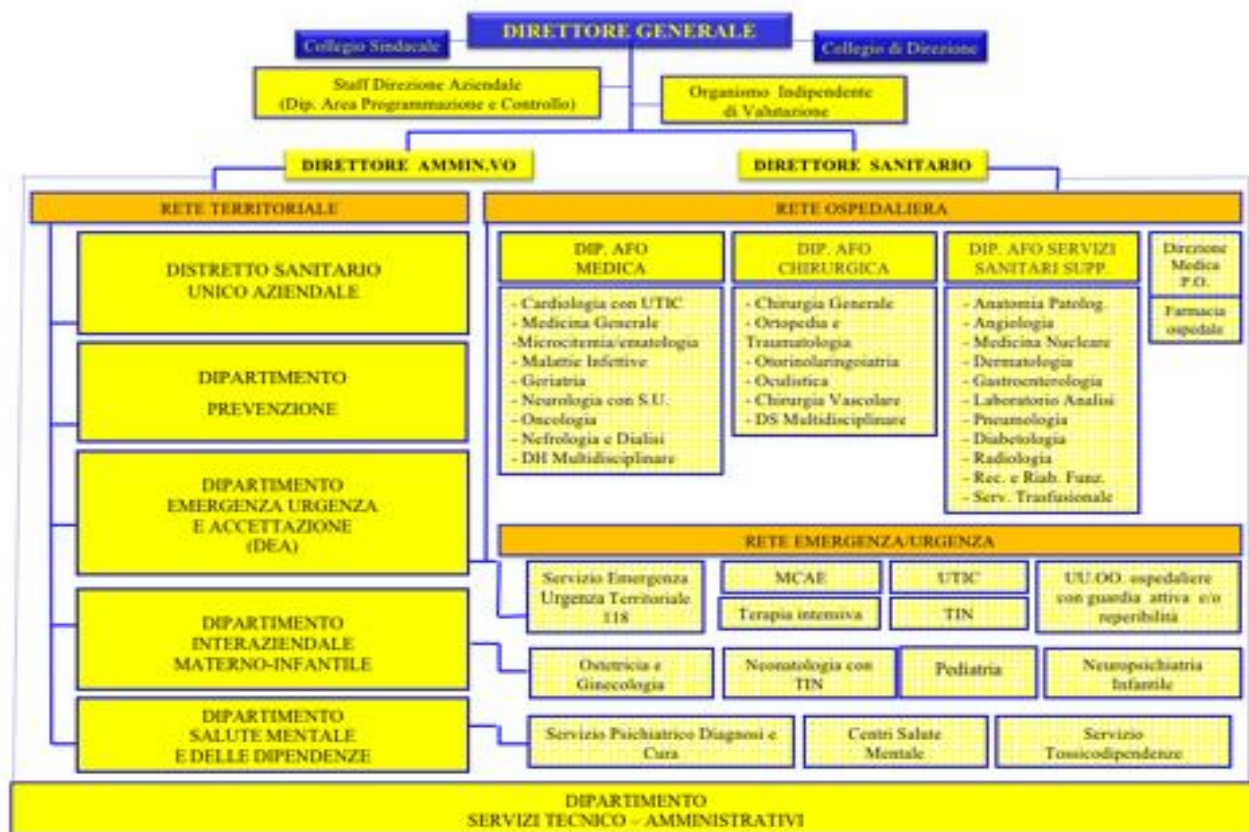 DIRETTORE GENERALE
Collegio Sindacale
Collegio di Direzione
Staff Direzione Aziendale
(Dip. Area Programmazione e Controllo)
Organismo Indipendente
di Valutazione
DIRETTORE AMMIN.VO
DIRETTORE SANITARIO
RETE TERRITORIALE
DISTRETTO SANITARIO
UNICO AZIENDALE
DIPARTIMENTO
PREVENZIONE
DIPARTIMENTO
EMERGENZA URGENZA
E ACCETTAZIONE
(DEA)
DIPARTIMENTO
INTERAZIENDALE
MATERNO-INFANTILE
DIPARTIMENTO
SALUTE MENTALE
E DELLE DIPENDENZE
RETE OSPEDALIERA
DIP. AFO
MEDICA
- Cardiologia con UTIC
- Medicina Generale
-Microcitemia/ematologia
- Malattie Infettive
- Geriatria
- Neurologia con S.U.
- Oncologia
- Nefrologia e Dialisi
- DH Multidisciplinare
DIP. AFO
CHIRURGICA
- Chirurgia Generale
- Ortopedia e
Traumatologia
- Otorinolaringoiatria
- Oculistica
- Chirurgia Vascolare
- DS Multidisciplinare
DIP. AFO SERVIZI
SANITARI SUPP.
- Anatomia Patolog.
- Angiologia
- Medicina Nucleare
- Dermatologia
- Gastroenterologia
- Laboratorio Analisi
- Pneumologia
- Diabetologia
- Radiologia
- Rec. e Riab. Funz.
- Serv. Trasfusionale
Direzione
Medica
P.O.
Farmacia
ospedale
RETE EMERGENZA/URGENZA
Servizio Emergenza
Urgenza Territoriale
118
MCAE
UTIC
Terapia intensiva
TIN
UU.OO. ospedaliere
con guardia attiva e/o
reperibilità
Ostetricia e
Ginecologia
Neonatologia con
TIN
Pediatria
Neuropsichiatria
Infantile
Servizio Psichiatrico Diagnosi e
Cura
Centri Salute
Mentale
Servizio
Tossicodipendenze
DIPARTIMENTO
SERVIZI TECNICO – AMMINISTRATIVI